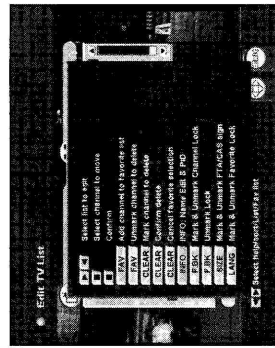 Edit TV List
Select list to edit
Select channel to move
Confirm
FAV Add channel to favorite list
FAV Unmark channel to delete
CLEAR Mark channel to delete
CLEAR Confirm delete
CLEAR Cancel favorite selection
INFO INFO, Name Edit & PID
P.BK Mark & Unmark Channel Lock
P.BK Unmark Lock
SIZE Mark & Unmark FTA/CAS sign
LANG Mark & Unmark Favorite Lock
Select help/sort/List/Fav list